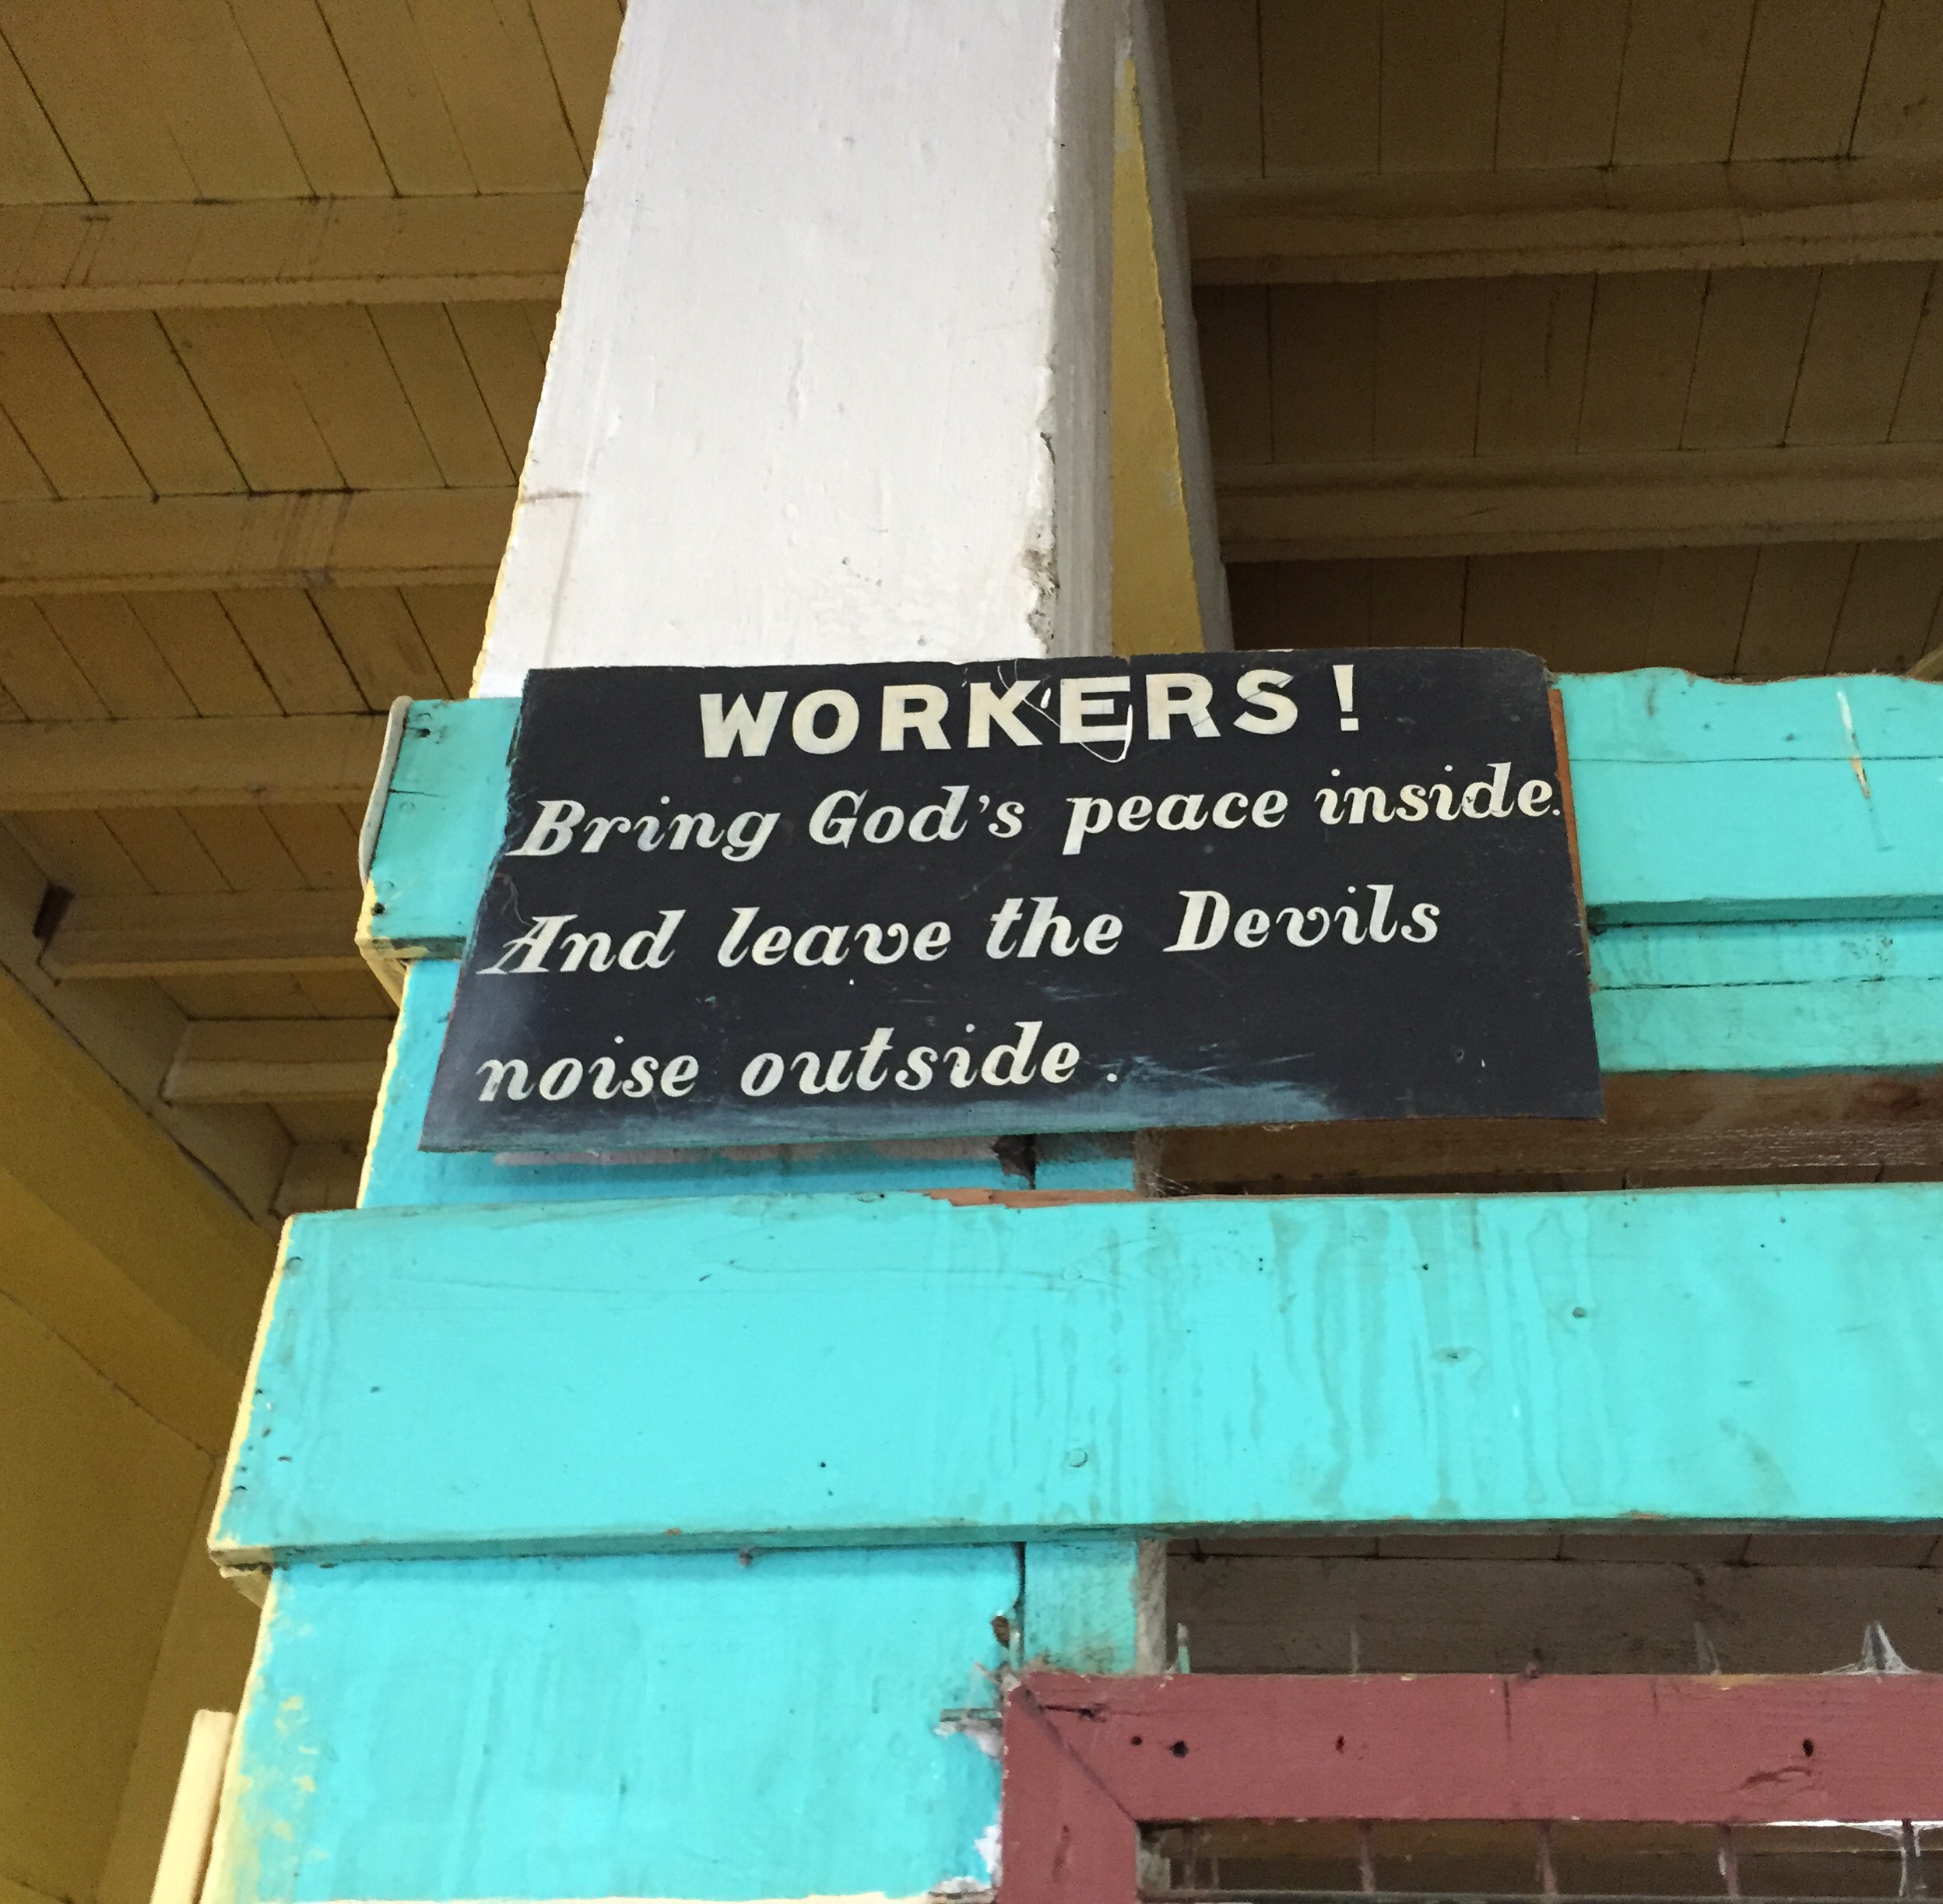 WORKERS!
Bring God's peace inside.
And leave the Devils
noise outside.